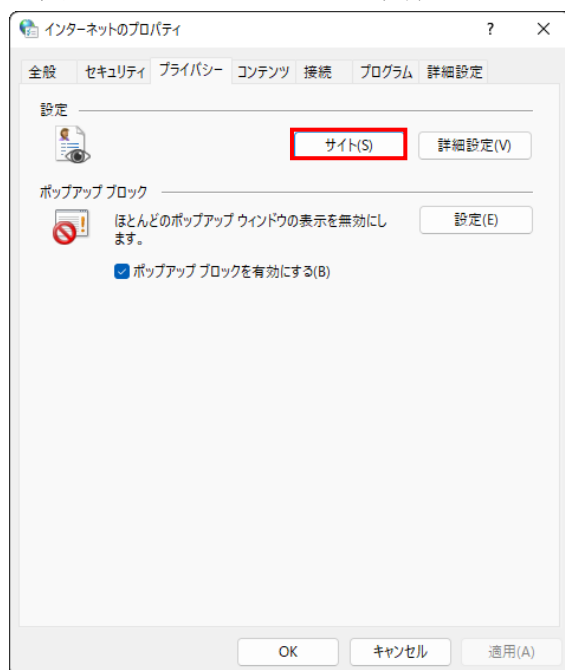 インターネットのプロパティ
?
×
全般 セキュリティ プライバシー コンテンツ 接続 プログラム 詳細設定
設定
サイト(S) 詳細設定(V)
ポップアップ ブロック
ほとんどのポップアップ ウィンドウの表示を無効にし
ます。
設定(E)
ポップアップ ブロックを有効にする(B)
OK キャンセル 適用(A)